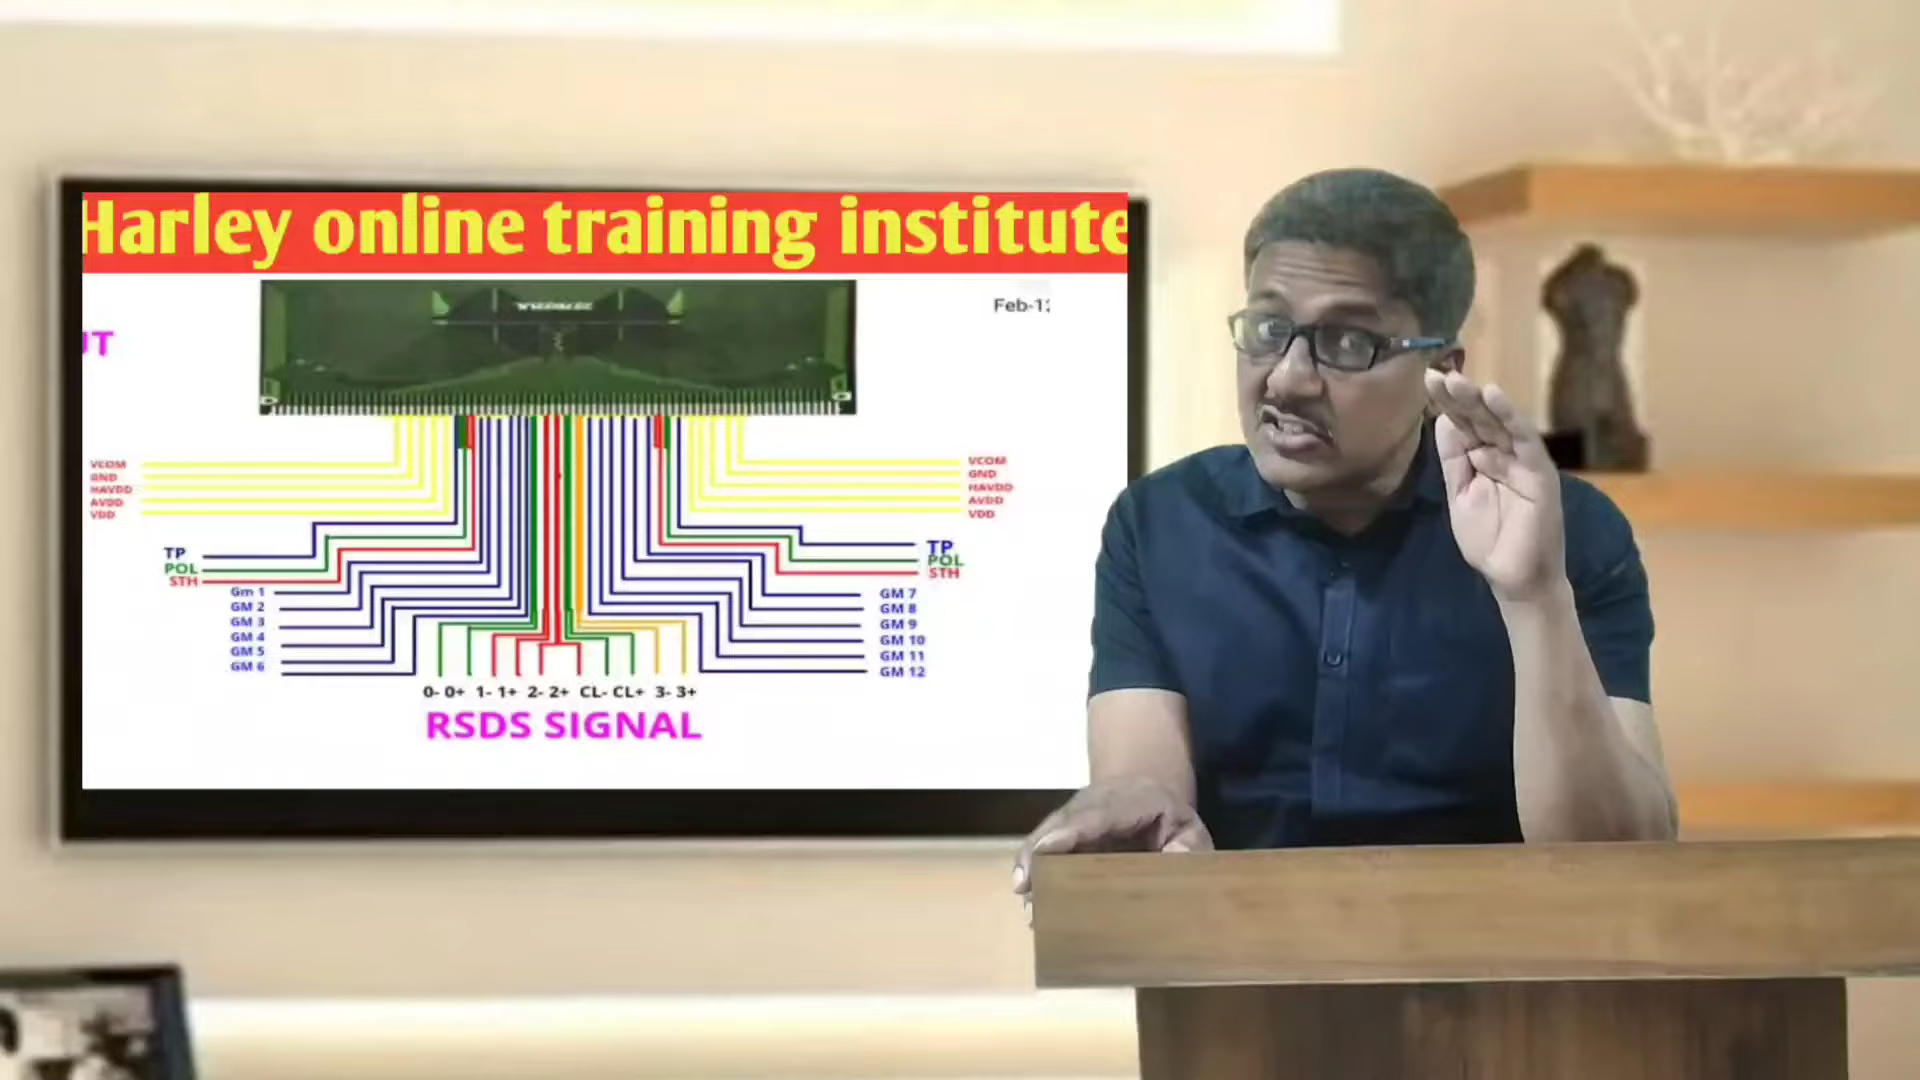 Harley online training institute
Feb-12
UT
VCOM
GND
HAVDD
AVDD
VDD
TP
POL
STH
Gm 1
GM 2
GM 3
GM 4
GM 5
GM 6
VCOM
GND
HAVDD
AVDD
VDD
TP
POL
STH
GM 7
GM 8
GM 9
GM 10
GM 11
GM 12
0- 0+ 1- 1+ 2- 2+ CL- CL+ 3- 3+
RSDS SIGNAL